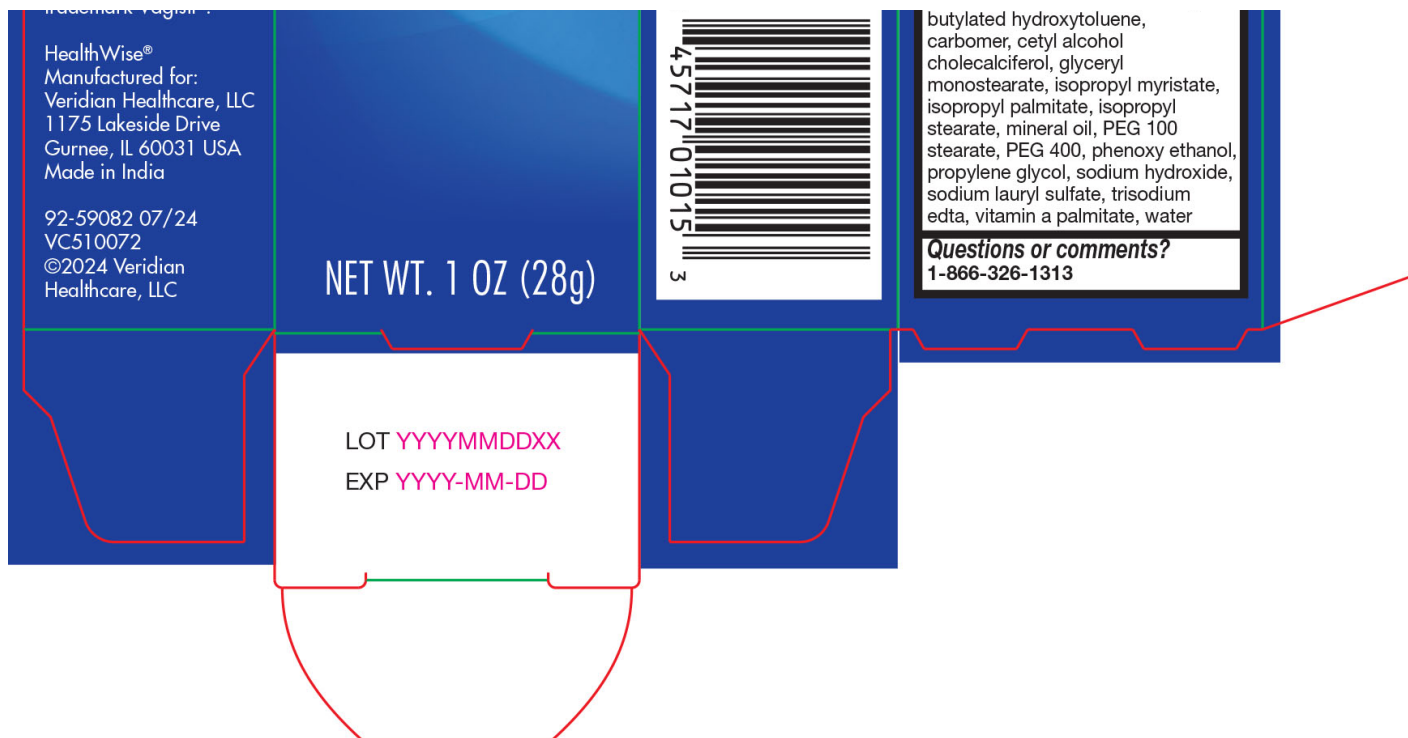 trademark Vagisil®.
HealthWise®
Manufactured for:
Veridian Healthcare, LLC
1175 Lakeside Drive
Gurnee, IL 60031 USA
Made in India
92-59082 07/24
VC510072
©2024 Veridian
Healthcare, LLC
NET WT. 1 OZ (28g)
45717 01015
3
butylated hydroxytoluene,
carbomer, cetyl alcohol
cholecalciferol, glyceryl
monostearate, isopropyl myristate,
isopropyl palmitate, isopropyl
stearate, mineral oil, PEG 100
stearate, PEG 400, phenoxy ethanol,
propylene glycol, sodium hydroxide,
sodium lauryl sulfate, trisodium
edta, vitamin a palmitate, water
Questions or comments?
1-866-326-1313
LOT YYYYMMDDXX
EXP YYYY-MM-DD